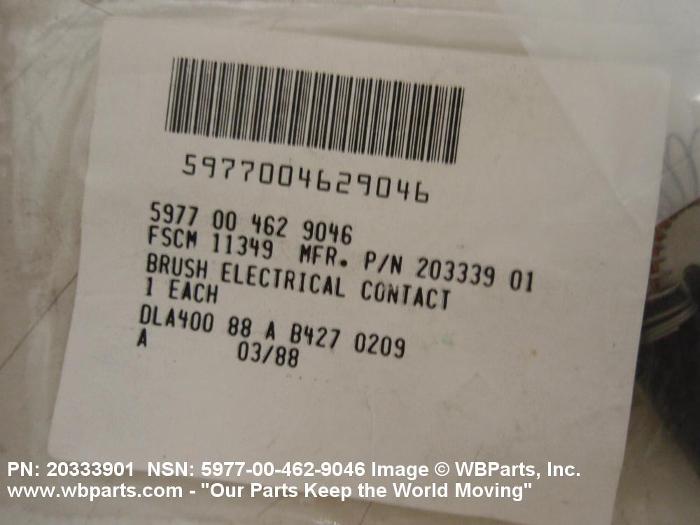 5977004629046
5977 00 462 9046
FSCM 11349 MFR. P/N 203339 01
BRUSH ELECTRICAL CONTACT
1 EACH
DLA400 88 A B427 0209
A 03/88
PN: 20333901 NSN: 5977-00-462-9046 Image © WBParts, Inc.
www.wbparts.com - "Our Parts Keep the World Moving"